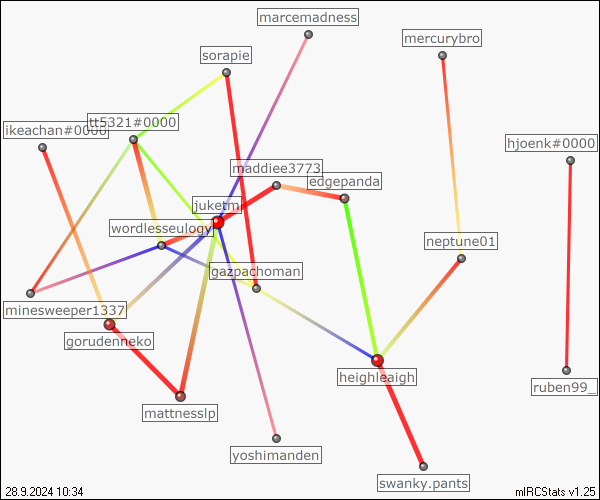 marcemadness
mercurybro
sorapie
tt5321#0000
ikeachan#0000
hjoenk#0000
maddiee3773
edgepanda
juketm
wordlesseulogy
neptune01
gazpachoman
minesweeper1337
gorudenneko
heighleaigh
ruben99_
mattnesslp
yoshimanden
swanky.pants
28.9.2024 10:34
mIRCStats v1.25